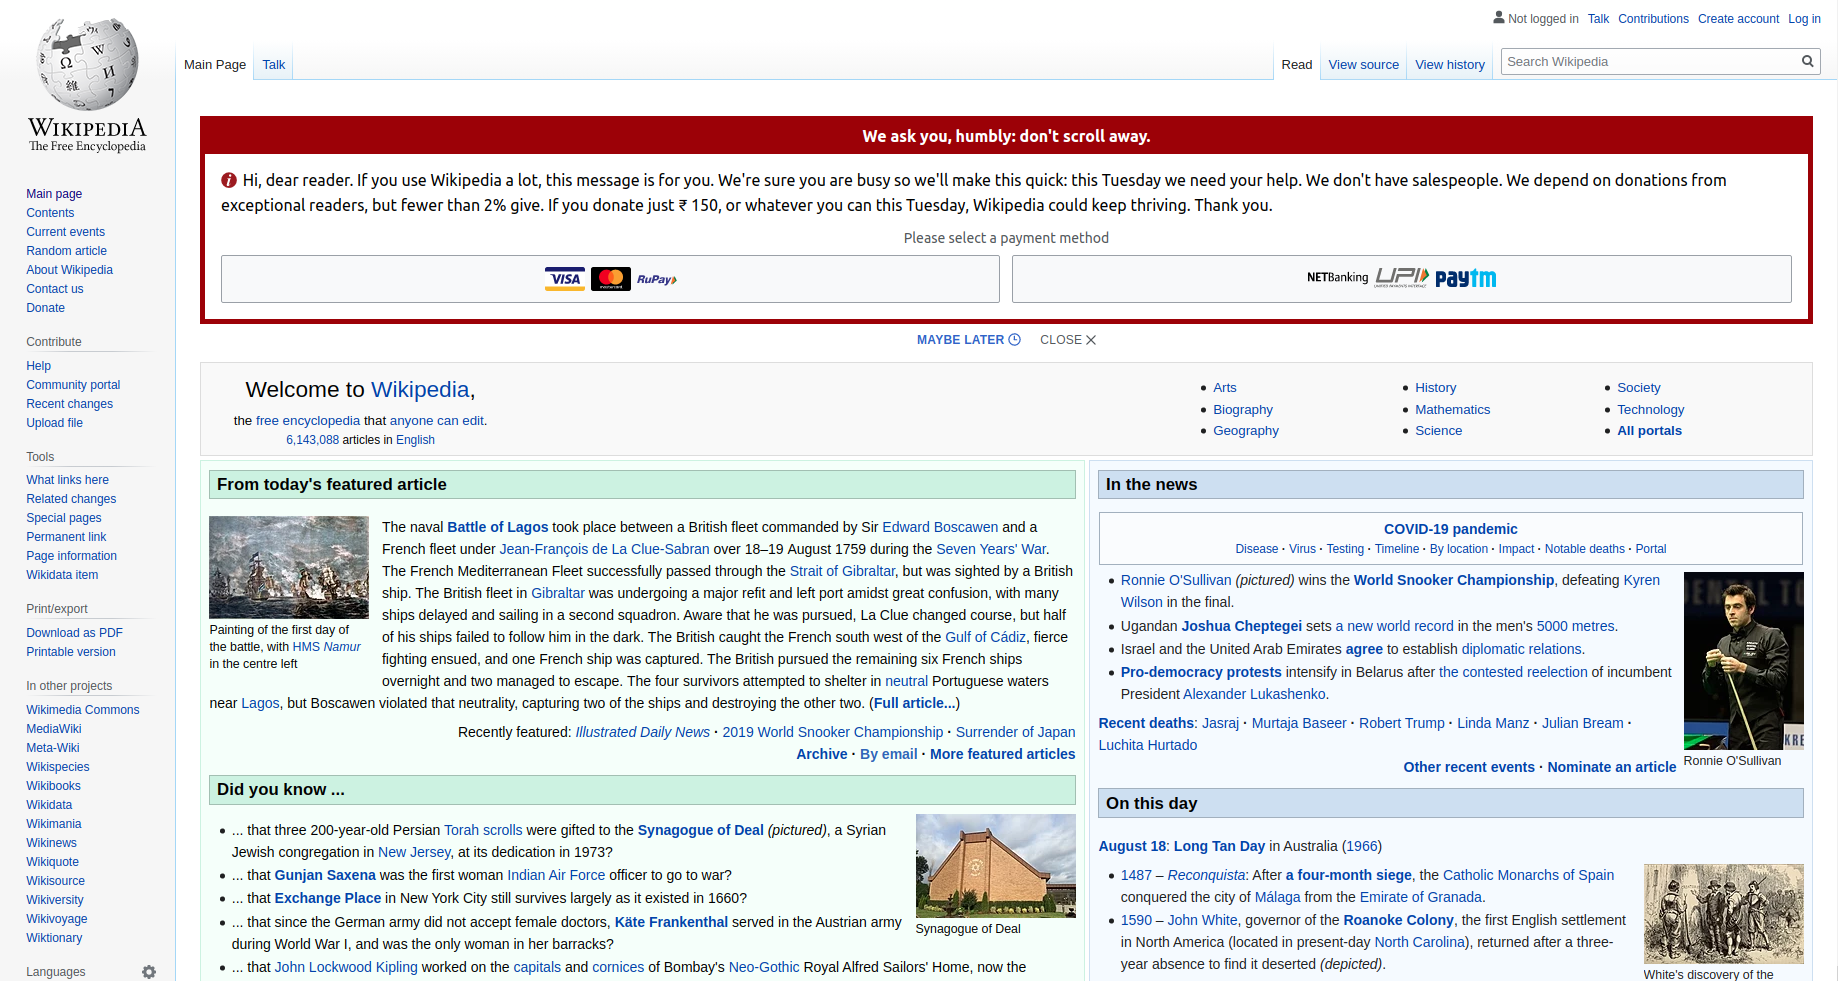 Not logged in Talk Contributions Create account Log in
Main Page Talk Read View source View history Search Wikipedia
WIKIPEDIA
The Free Encyclopedia
Main page
Contents
Current events
Random article
About Wikipedia
Contact us
Donate
Contribute
Help
Community portal
Recent changes
Upload file
Tools
What links here
Related changes
Special pages
Permanent link
Page information
Wikidata item
Print/export
Download as PDF
Printable version
In other projects
Wikimedia Commons
MediaWiki
Meta-Wiki
Wikispecies
Wikibooks
Wikidata
Wikimania
Wikinews
Wikiquote
Wikisource
Wikiversity
Wikivoyage
Wiktionary
Languages
We ask you, humbly: don't scroll away.
Hi, dear reader. If you use Wikipedia a lot, this message is for you. We're sure you are busy so we'll make this quick: this Tuesday we need your help. We don't have salespeople. We depend on donations from
exceptional readers, but fewer than 2% give. If you donate just ₹ 150, or whatever you can this Tuesday, Wikipedia could keep thriving. Thank you.
Please select a payment method
VISA mastercard RuPay NETBanking UPI paytm
MAYBE LATER CLOSE
Welcome to Wikipedia,
the free encyclopedia that anyone can edit.
6,143,088 articles in English
Arts
Biography
Geography
History
Mathematics
Science
Society
Technology
All portals
From today's featured article
The naval Battle of Lagos took place between a British fleet commanded by Sir Edward Boscawen and a
French fleet under Jean-François de La Clue-Sabran over 18–19 August 1759 during the Seven Years' War.
The French Mediterranean Fleet successfully passed through the Strait of Gibraltar, but was sighted by a British
ship. The British fleet in Gibraltar was undergoing a major refit and left port amidst great confusion, with many
ships delayed and sailing in a second squadron. Aware that he was pursued, La Clue changed course, but half
of his ships failed to follow him in the dark. The British caught the French south west of the Gulf of Cádiz, fierce
fighting ensued, and one French ship was captured. The British pursued the remaining six French ships
overnight and two managed to escape. The four survivors attempted to shelter in neutral Portuguese waters
near Lagos, but Boscawen violated that neutrality, capturing two of the ships and destroying the other two. (Full article...)
Painting of the first day of
the battle, with HMS Namur
in the centre left
Recently featured: Illustrated Daily News · 2019 World Snooker Championship · Surrender of Japan
Archive · By email · More featured articles
Did you know ...
... that three 200-year-old Persian Torah scrolls were gifted to the Synagogue of Deal (pictured), a Syrian
Jewish congregation in New Jersey, at its dedication in 1973?
... that Gunjan Saxena was the first woman Indian Air Force officer to go to war?
... that Exchange Place in New York City still survives largely as it existed in 1660?
... that since the German army did not accept female doctors, Käte Frankenthal served in the Austrian army
during World War I, and was the only woman in her barracks?
... that John Lockwood Kipling worked on the capitals and cornices of Bombay's Neo-Gothic Royal Alfred Sailors' Home, now the
Synagogue of Deal
In the news
COVID-19 pandemic
Disease · Virus · Testing · Timeline · By location · Impact · Notable deaths · Portal
Ronnie O'Sullivan (pictured) wins the World Snooker Championship, defeating Kyren
Wilson in the final.
Ugandan Joshua Cheptegei sets a new world record in the men's 5000 metres.
Israel and the United Arab Emirates agree to establish diplomatic relations.
Pro-democracy protests intensify in Belarus after the contested reelection of incumbent
President Alexander Lukashenko.
Recent deaths: Jasraj · Murtaja Baseer · Robert Trump · Linda Manz · Julian Bream ·
Luchita Hurtado
Other recent events · Nominate an article
Ronnie O'Sullivan
On this day
August 18: Long Tan Day in Australia (1966)
1487 – Reconquista: After a four-month siege, the Catholic Monarchs of Spain
conquered the city of Málaga from the Emirate of Granada.
1590 – John White, governor of the Roanoke Colony, the first English settlement
in North America (located in present-day North Carolina), returned after a three-
year absence to find it deserted (depicted).
White's discovery of the